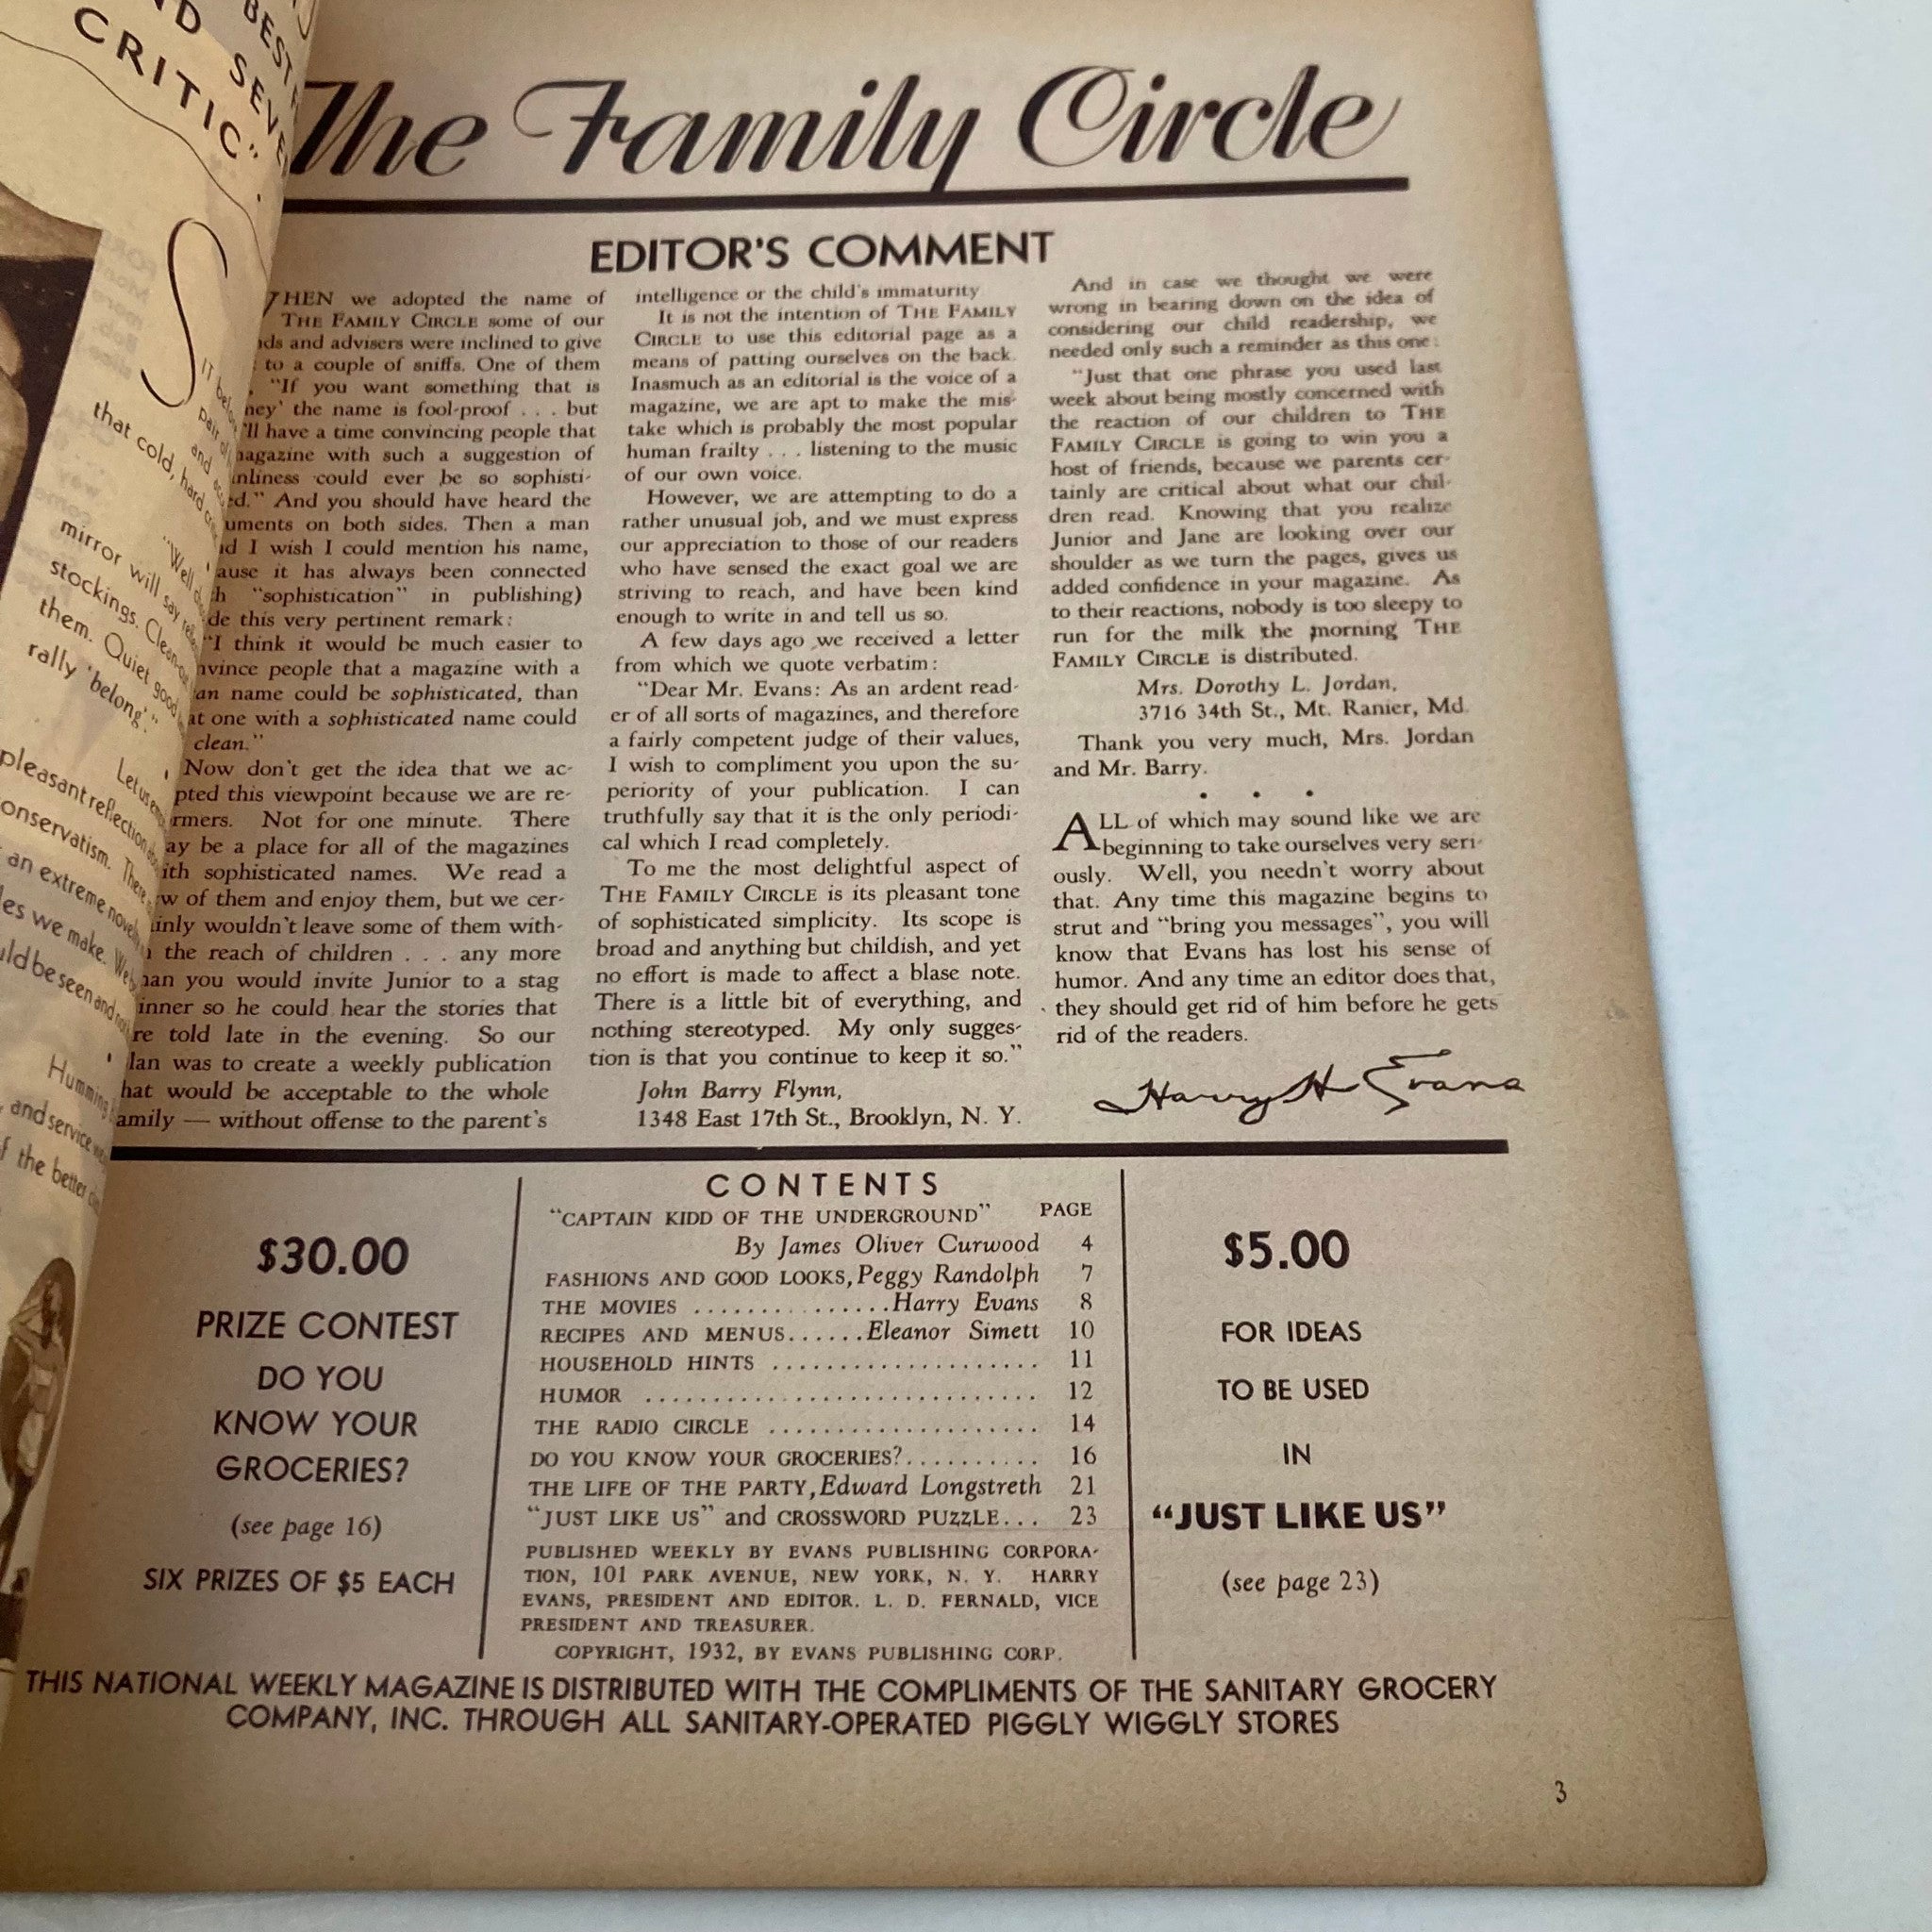 BEST
SEVE
CRITIC"
that cold, hard
mirror will say
stockings.
them. Quiet good
rally 'belong'."
pleasant reflection
conservatism. There
an extreme novelty
les we make.
uld be seen and not
Humming
and service
f the better
The Family Circle
EDITOR'S COMMENT
HEN we adopted the name of
THE FAMILY CIRCLE some of our
ds and advisers were inclined to give
to a couple of sniffs. One of them
"If you want something that is
ney' the name is fool-proof . . . but
'll have a time convincing people that
magazine with such a suggestion of
nliness could ever be so sophisti-
ed." And you should have heard the
uments on both sides. Then a man
d I wish I could mention his name,
ause it has always been connected
h "sophistication" in publishing)
de this very pertinent remark:
"I think it would be much easier to
nvince people that a magazine with a
an name could be sophisticated, than
at one with a sophisticated name could
clean."
Now don't get the idea that we ac-
pted this viewpoint because we are re-
rmers. Not for one minute. There
ay be a place for all of the magazines
ith sophisticated names. We read a
w of them and enjoy them, but we cer-
inly wouldn't leave some of them with-
the reach of children . . . any more
han you would invite Junior to a stag
inner so he could hear the stories that
re told late in the evening. So our
lan was to create a weekly publication
hat would be acceptable to the whole
amily — without offense to the parent's
intelligence or the child's immaturity
It is not the intention of THE FAMILY
CIRCLE to use this editorial page as a
means of patting ourselves on the back.
Inasmuch as an editorial is the voice of a
magazine, we are apt to make the mis-
take which is probably the most popular
human frailty . . . listening to the music
of our own voice.
However, we are attempting to do a
rather unusual job, and we must express
our appreciation to those of our readers
who have sensed the exact goal we are
striving to reach, and have been kind
enough to write in and tell us so.
A few days ago we received a letter
from which we quote verbatim:
"Dear Mr. Evans: As an ardent read-
er of all sorts of magazines, and therefore
a fairly competent judge of their values,
I wish to compliment you upon the su-
periority of your publication. I can
truthfully say that it is the only periodi-
cal which I read completely.
To me the most delightful aspect of
THE FAMILY CIRCLE is its pleasant tone
of sophisticated simplicity. Its scope is
broad and anything but childish, and yet
no effort is made to affect a blase note.
There is a little bit of everything, and
nothing stereotyped. My only sugges-
tion is that you continue to keep it so."
John Barry Flynn,
1348 East 17th St., Brooklyn, N. Y.
And in case we thought we were
wrong in bearing down on the idea of
considering our child readership, we
needed only such a reminder as this one:
"Just that one phrase you used last
week about being mostly concerned with
the reaction of our children to THE
FAMILY CIRCLE is going to win you a
host of friends, because we parents cer-
tainly are critical about what our chil-
dren read. Knowing that you realize
Junior and Jane are looking over our
shoulder as we turn the pages, gives us
added confidence in your magazine. As
to their reactions, nobody is too sleepy to
run for the milk the morning THE
FAMILY CIRCLE is distributed.
Mrs. Dorothy L. Jordan,
3716 34th St., Mt. Ranier, Md.
Thank you very much, Mrs. Jordan
and Mr. Barry.
• • •
ALL of which may sound like we are
beginning to take ourselves very seri-
ously. Well, you needn't worry about
that. Any time this magazine begins to
strut and "bring you messages", you will
know that Evans has lost his sense of
humor. And any time an editor does that,
they should get rid of him before he gets
rid of the readers.
Harry H Evans
$30.00
PRIZE CONTEST
DO YOU
KNOW YOUR
GROCERIES?
(see page 16)
SIX PRIZES OF $5 EACH
CONTENTS
"CAPTAIN KIDD OF THE UNDERGROUND" PAGE
By James Oliver Curwood 4
FASHIONS AND GOOD LOOKS, Peggy Randolph 7
THE MOVIES ............... Harry Evans 8
RECIPES AND MENUS...... Eleanor Simett 10
HOUSEHOLD HINTS .................... 11
HUMOR ............................. 12
THE RADIO CIRCLE .................... 14
DO YOU KNOW YOUR GROCERIES?.......... 16
THE LIFE OF THE PARTY, Edward Longstreth 21
"JUST LIKE US" and CROSSWORD PUZZLE... 23
PUBLISHED WEEKLY BY EVANS PUBLISHING CORPORA-
TION, 101 PARK AVENUE, NEW YORK, N. Y. HARRY
EVANS, PRESIDENT AND EDITOR. L. D. FERNALD, VICE
PRESIDENT AND TREASURER.
COPYRIGHT, 1932, BY EVANS PUBLISHING CORP.
$5.00
FOR IDEAS
TO BE USED
IN
"JUST LIKE US"
(see page 23)
THIS NATIONAL WEEKLY MAGAZINE IS DISTRIBUTED WITH THE COMPLIMENTS OF THE SANITARY GROCERY
COMPANY, INC. THROUGH ALL SANITARY-OPERATED PIGGLY WIGGLY STORES
3